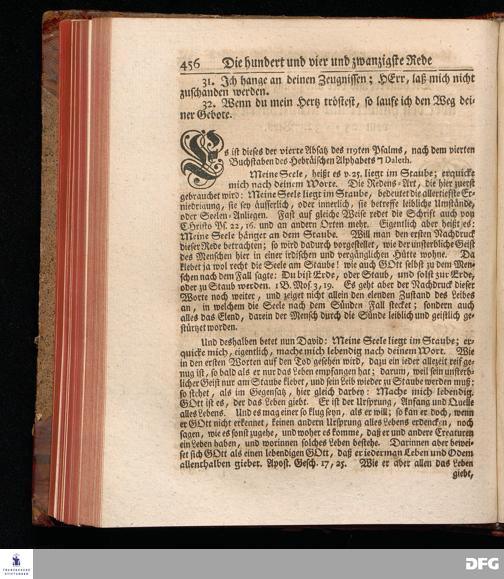 456 Die hundert und vier und zwanzigste Rede
31. Ich hange an deinen Zeugnissen; HErr, laß mich nicht
zuschanden werden.
32. Wenn du mein Hertz tröstest, so laufe ich den Weg dei-
ner Gebote.
Es ist dieses der vierte Absatz des 119ten Psalms, nach dem vierten
Buchstaben des Hebräischen Alphabets ד Daleth.
Meine Seele, heißt es v. 25. liegt im Staube; erquicke
mich nach deinem Worte. Die Redens-Art, die hier zuerst
gebrauchet wird: Meine Seele liegt im Staube, bedeutet die allertieffste Er-
niedrigung, sie sey äusserlich, oder innerlich, sie betreffe leibliche Umstände,
oder Seelen-Anliegen. Fast auf gleiche Weise redet die Schrift auch von
Christo Ps. 22, 16. und an andern Orten mehr. Eigentlich aber heißt es:
Meine Seele hänget an dem Staube. Will man den ersten Nachdruck
dieser Rede betrachten; so wird dadurch vorgestellet, wie der unsterbliche Geist
des Menschen hier in einer irdischen und vergänglichen Hütte wohne. Da
klebet ja wol recht die Seele am Staube! wie auch GOtt selbst zu dem Men-
schen nach dem Fall sagte: Du bist Erde, oder Staub, und solst zur Erde,
oder zu Staub werden. 1 B. Mos. 3, 19. Es geht aber der Nachdruck dieser
Worte noch weiter, und zeiget nicht allein den elenden Zustand des Leibes
an, in welchem die Seele nach dem Sünden Fall stecket; sondern auch
alles das Elend, darein der Mensch durch die Sünde leiblich und geistlich ge-
stürtzet worden.
Und deshalben betet nun David: Meine Seele liegt im Staube; er-
quicke mich, eigentlich, mache mich lebendig nach deinem Wort. Wie
in den ersten Worten auf den Tod gesehen wird, dazu ein ieder allezeit reif ge-
nug ist, so bald als er nur das Leben empfangen hat; darum, weil sein unsterb-
licher Geist nur am Staube klebet, und sein Leib wieder zu Staube werden muß;
so stehet, als im Gegensatz, hier gleich darbey: Mache mich lebendig.
GOtt ist es, der das Leben giebt. Er ist der Ursprung, Anfang und Quelle
alles Lebens. Und es mag einer so klug seyn, als er will; so kan er doch, wenn
er GOtt nicht erkennet, keinen andern Ursprung alles Lebens erdencken, noch
sagen, wie es sonst zugehe, und woher es komme, daß er und andere Creaturen
ein Leben haben, und worinnen solches Leben bestehe. Darinnen aber bewei-
set sich GOtt als einen lebendigen GOtt, daß er iederman Leben und Odem
allenthalben giebet. Apost. Gesch. 17, 25. Wie er aber allen das Leben
giebt,
FRANCKESCHE
STIFTUNGEN
DFG